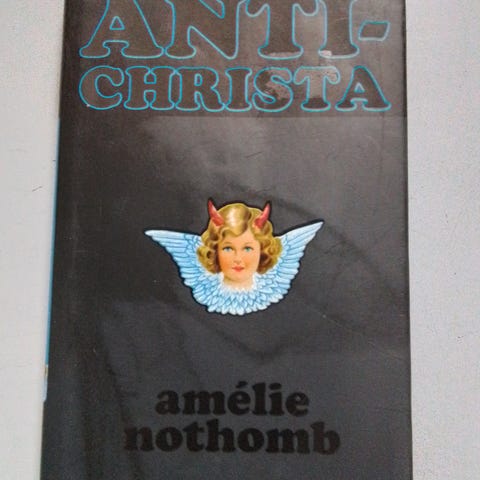 ANTI-
CHRISTA
amélie
nothomb